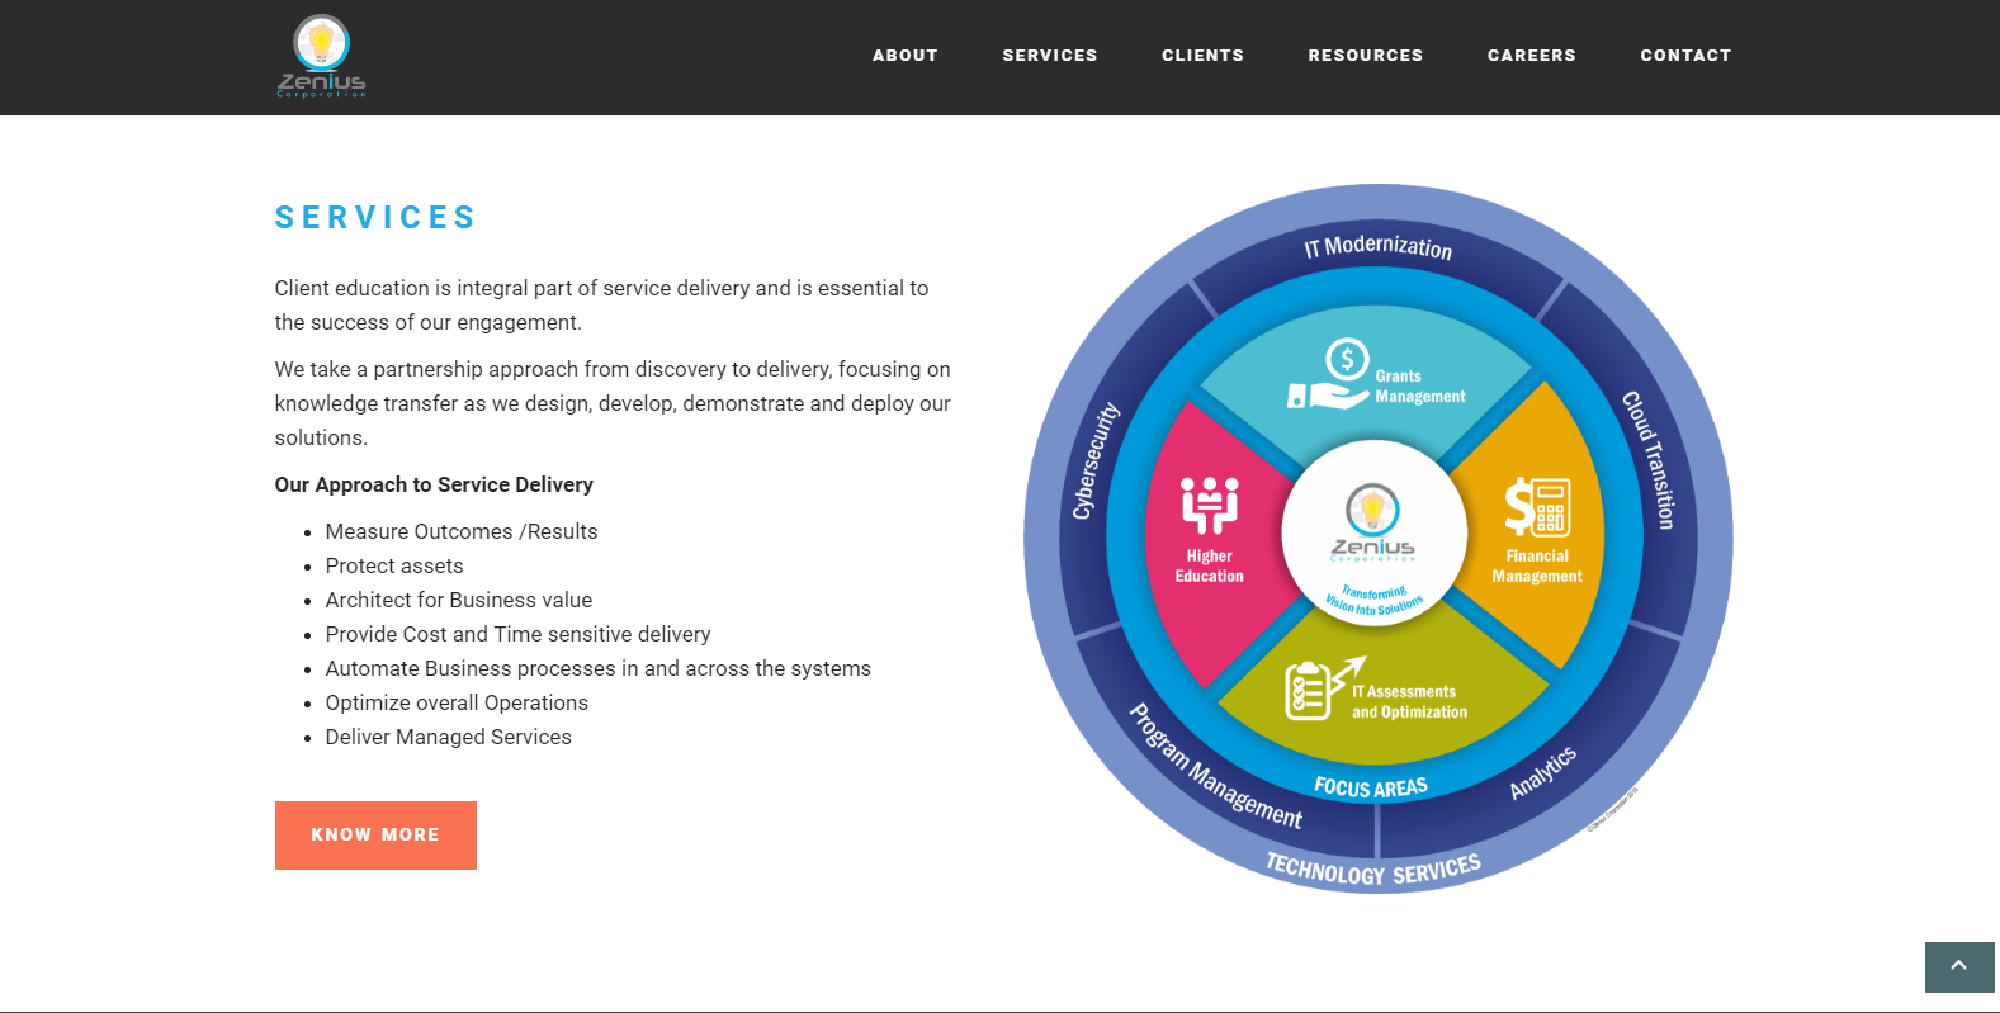 Zenius
Corporation
ABOUT
SERVICES
CLIENTS
RESOURCES
CAREERS
CONTACT
SERVICES
Client education is integral part of service delivery and is essential to
the success of our engagement.
We take a partnership approach from discovery to delivery, focusing on
knowledge transfer as we design, develop, demonstrate and deploy our
solutions.
Our Approach to Service Delivery
• Measure Outcomes /Results
• Protect assets
• Architect for Business value
• Provide Cost and Time sensitive delivery
• Automate Business processes in and across the systems
• Optimize overall Operations
• Deliver Managed Services
KNOW MORE
IT Modernization
Cloud Transition
Analytics
Program Management
Cybersecurity
$
Grants
Management
$
Financial
Management
IT Assessments
and Optimization
Higher
Education
Zenius
Corporation
Transforming
Vision Into Solutions
FOCUS AREAS
TECHNOLOGY SERVICES